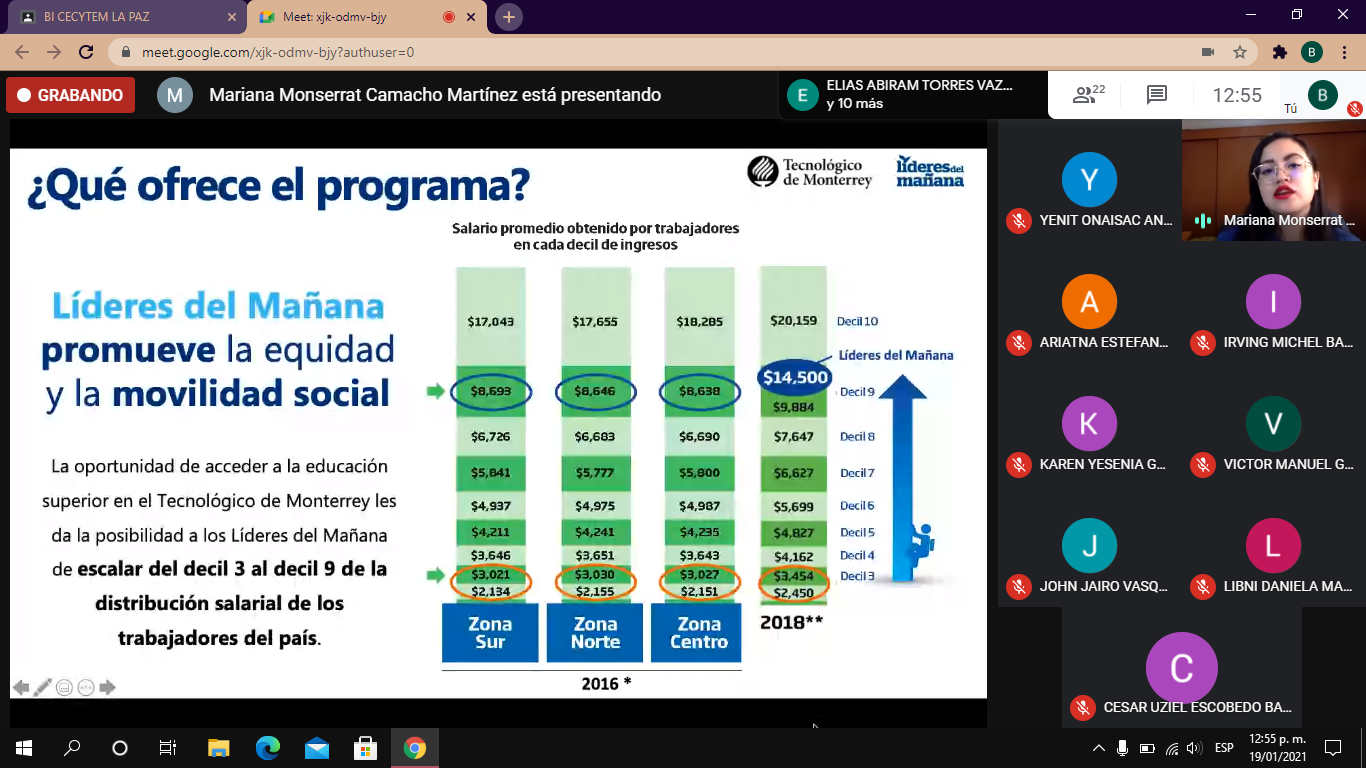 BI CECYTEM LA PAZ
Meet: xjk-odmv-bjy
meet.google.com/xjk-odmv-bjy?authuser=0
B
GRABANDO
M
Mariana Monserrat Camacho Martínez está presentando
E
ELIAS ABIRAM TORRES VAZ...
y 10 más
22
12:55
Tú
B
¿Qué ofrece el programa?
Tecnológico
de Monterrey
líderes del
mañana
Salario promedio obtenido por trabajadores
en cada decil de ingresos
Líderes del Mañana
promueve la equidad
y la movilidad social
La oportunidad de acceder a la educación
superior en el Tecnológico de Monterrey les
da la posibilidad a los Líderes del Mañana
de escalar del decil 3 al decil 9 de la
distribución salarial de los
trabajadores del país.
$17,043 $17,655 $18,285 $20,159 Decil 10
Líderes del Mañana
$14,500
$8,693 $8,646 $8,638 $9,884 Decil 9
$6,726 $6,683 $6,690 $7,647 Decil 8
$5,841 $5,777 $5,800 $6,627 Decil 7
$4,937 $4,975 $4,987 $5,699 Decil 6
$4,211 $4,241 $4,235 $4,827 Decil 5
$3,646 $3,651 $3,643 $4,162 Decil 4
$3,021 $3,030 $3,027 $3,454 Decil 3
$2,134 $2,155 $2,151 $2,450
Zona
Sur
Zona
Norte
Zona
Centro
2018**
2016 *
Y
YENIT ONAISAC AN...
Mariana Monserrat ...
A
ARIATNA ESTEFAN...
I
IRVING MICHEL BA...
K
KAREN YESENIA G...
V
VICTOR MANUEL G...
J
JOHN JAIRO VASQ...
L
LIBNI DANIELA MA...
C
CESAR UZIEL ESCOBEDO BA...
ESP
12:55 p. m.
19/01/2021